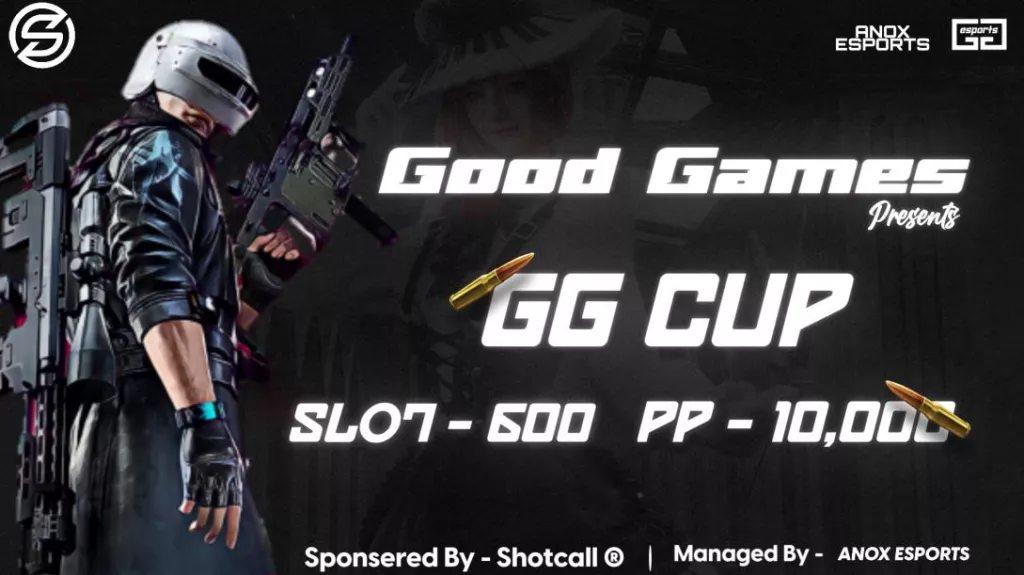 ANOX
ESPORTS
esports
GG
Good Games
Presents
GG CUP
SLOT - 600 PP - 10,000
Sponsered By - Shotcall ® | Managed By - ANOX ESPORTS